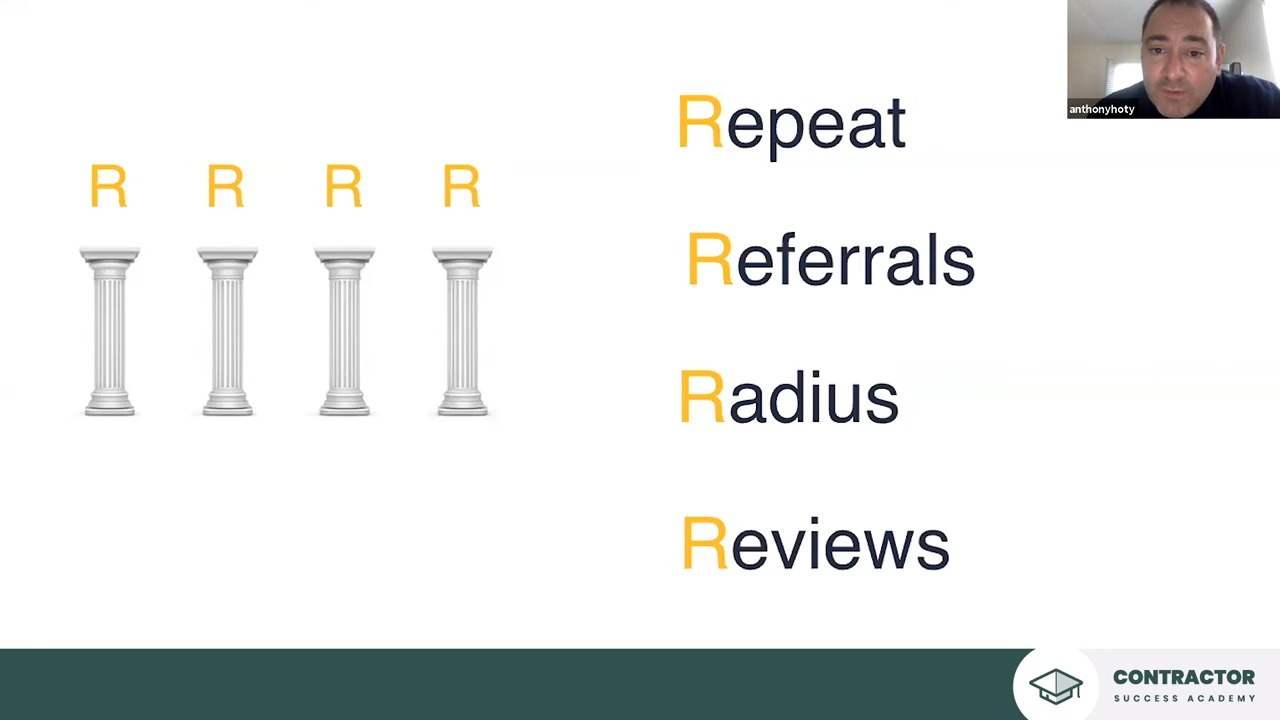 anthonyhoty
R R R R
Repeat
Referrals
Radius
Reviews
CONTRACTOR
SUCCESS ACADEMY